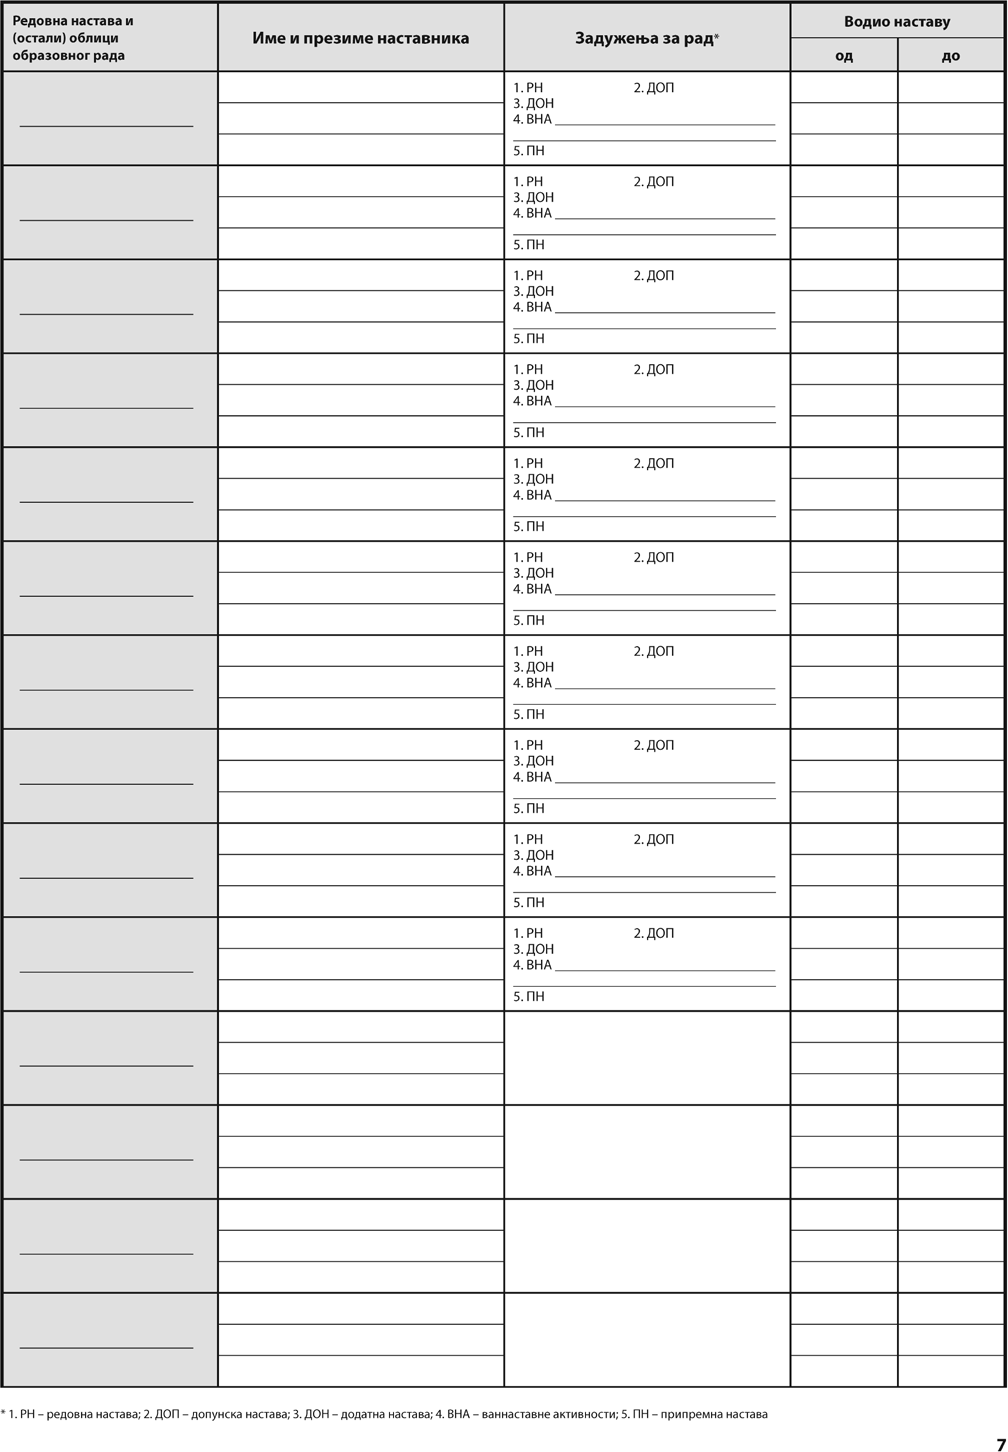 Редовна настава и
(остали) облици
образовног рада
Име и презиме наставника
Задужења за рад*
Водио наставу
од
до
1. РН 2. ДОП
3. ДОН
4. ВНА
5. ПН
1. РН 2. ДОП
3. ДОН
4. ВНА
5. ПН
1. РН 2. ДОП
3. ДОН
4. ВНА
5. ПН
1. РН 2. ДОП
3. ДОН
4. ВНА
5. ПН
1. РН 2. ДОП
3. ДОН
4. ВНА
5. ПН
1. РН 2. ДОП
3. ДОН
4. ВНА
5. ПН
1. РН 2. ДОП
3. ДОН
4. ВНА
5. ПН
1. РН 2. ДОП
3. ДОН
4. ВНА
5. ПН
1. РН 2. ДОП
3. ДОН
4. ВНА
5. ПН
1. РН 2. ДОП
3. ДОН
4. ВНА
5. ПН
* 1. РН – редовна настава; 2. ДОП – допунска настава; 3. ДОН – додатна настава; 4. ВНА – ваннаставне активности; 5. ПН – припремна настава
7